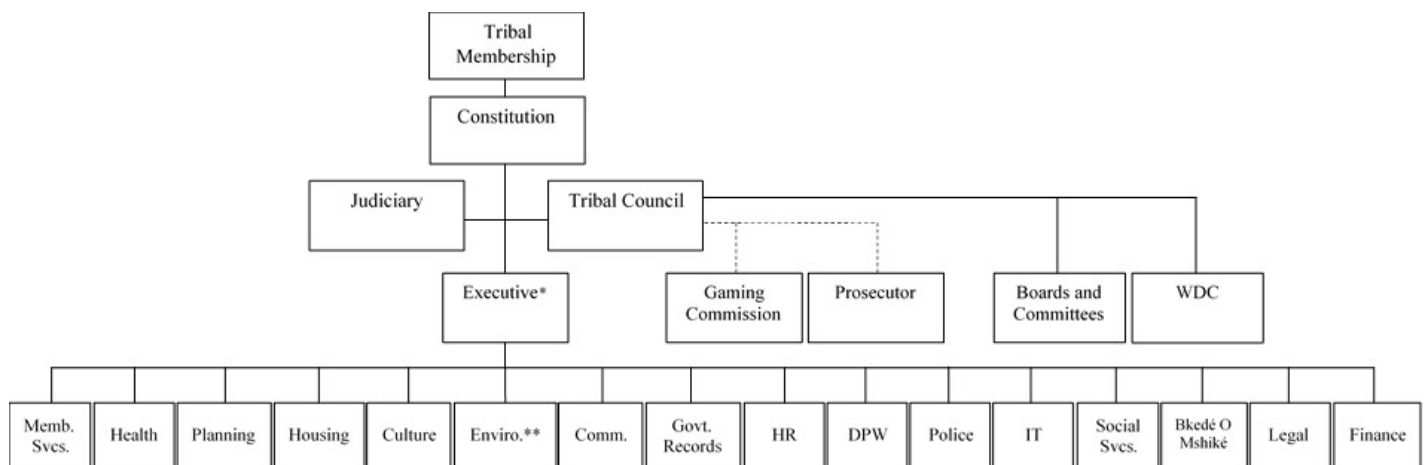 Tribal
Membership
Constitution
Judiciary
Tribal Council
Executive*
Gaming
Commission
Prosecutor
Boards and
Committees
WDC
Memb.
Svcs.
Health
Planning
Housing
Culture
Enviro.**
Comm.
Govt.
Records
HR
DPW
Police
IT
Social
Svcs.
Bkedé O
Mshiké
Legal
Finance